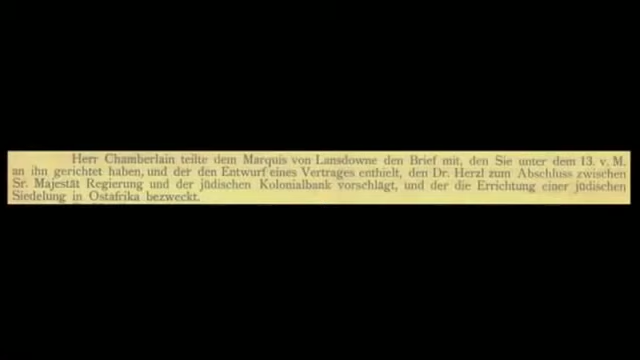 Herr Chamberlain teilte dem Marquis von Lansdowne den Brief mit, den Sie unter dem 13. v. M.
an ihn gerichtet haben, und der den Entwurf eines Vertrages enthielt, den Dr. Herzl zum Abschluss zwischen
Sr. Majestät Regierung und der jüdischen Kolonialbank vorschlägt, und der die Errichtung einer jüdischen
Siedelung in Ostafrika bezweckt.